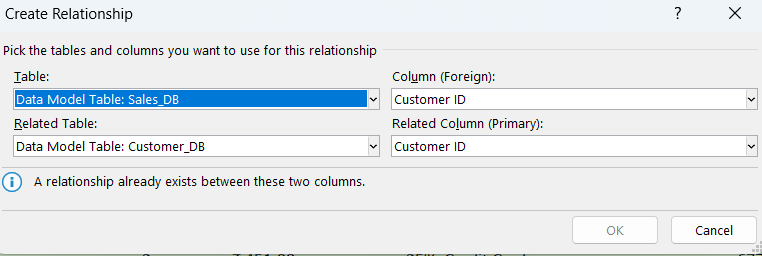 Create Relationship
?
Pick the tables and columns you want to use for this relationship
Table:
Column (Foreign):
Data Model Table: Sales_DB
Customer ID
Related Table:
Related Column (Primary):
Data Model Table: Customer_DB
Customer ID
A relationship already exists between these two columns.
OK
Cancel